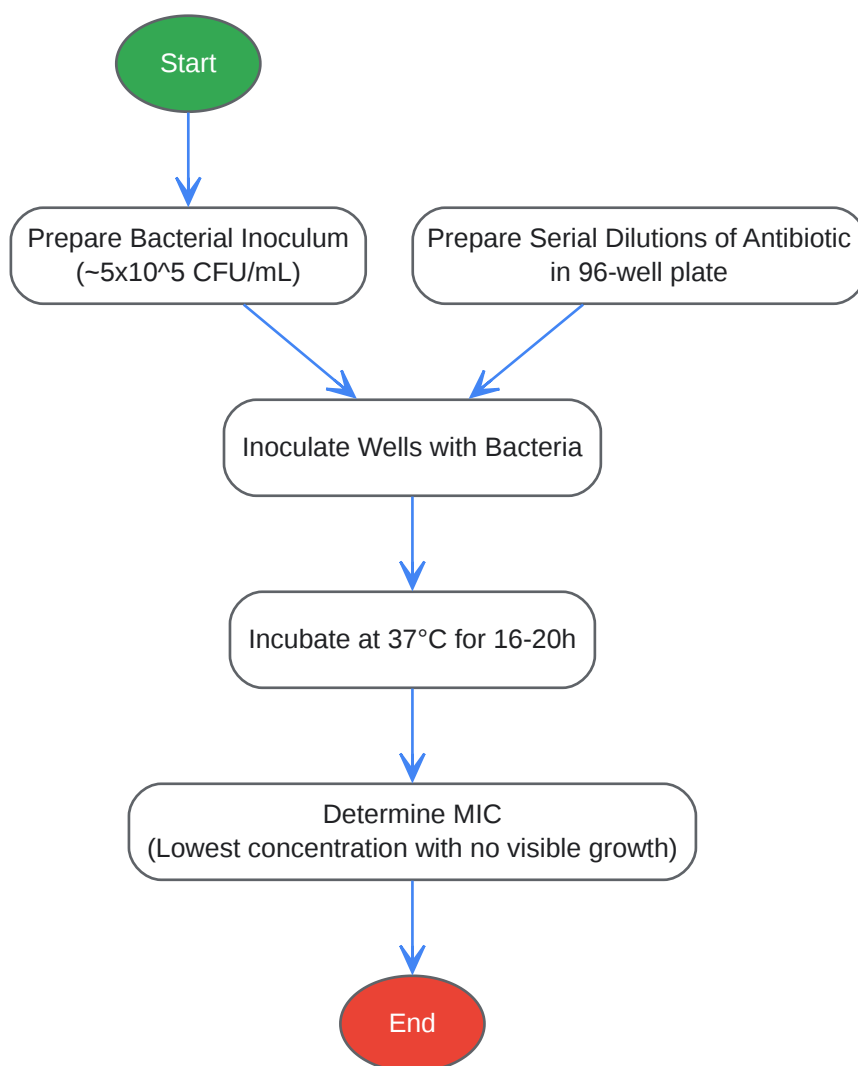 Start
Prepare Bacterial Inoculum
(~5x10^5 CFU/mL)
Prepare Serial Dilutions of Antibiotic
in 96-well plate
Inoculate Wells with Bacteria
Incubate at 37°C for 16-20h
Determine MIC
(Lowest concentration with no visible growth)
End